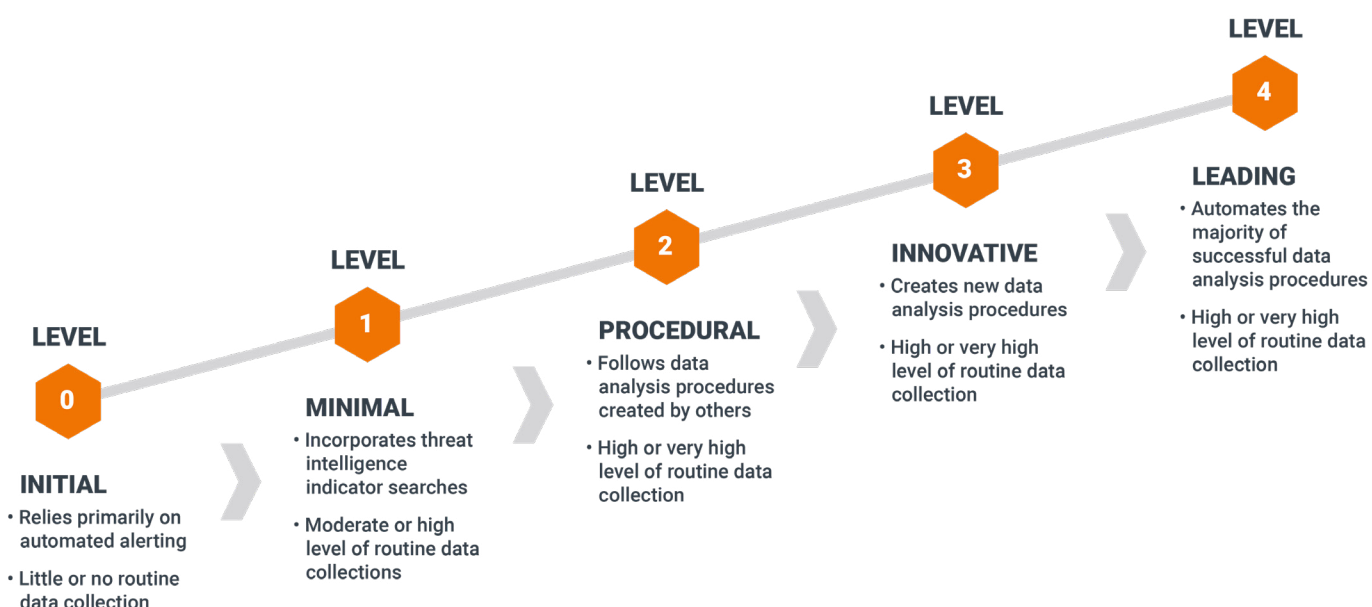 LEVEL
0
INITIAL
• Relies primarily on
automated alerting
• Little or no routine
data collection
LEVEL
1
MINIMAL
• Incorporates threat
intelligence
indicator searches
• Moderate or high
level of routine data
collections
LEVEL
2
PROCEDURAL
• Follows data
analysis procedures
created by others
• High or very high
level of routine data
collection
LEVEL
3
INNOVATIVE
• Creates new data
analysis procedures
• High or very high
level of routine data
collection
LEVEL
4
LEADING
• Automates the
majority of
successful data
analysis procedures
• High or very high
level of routine data
collection